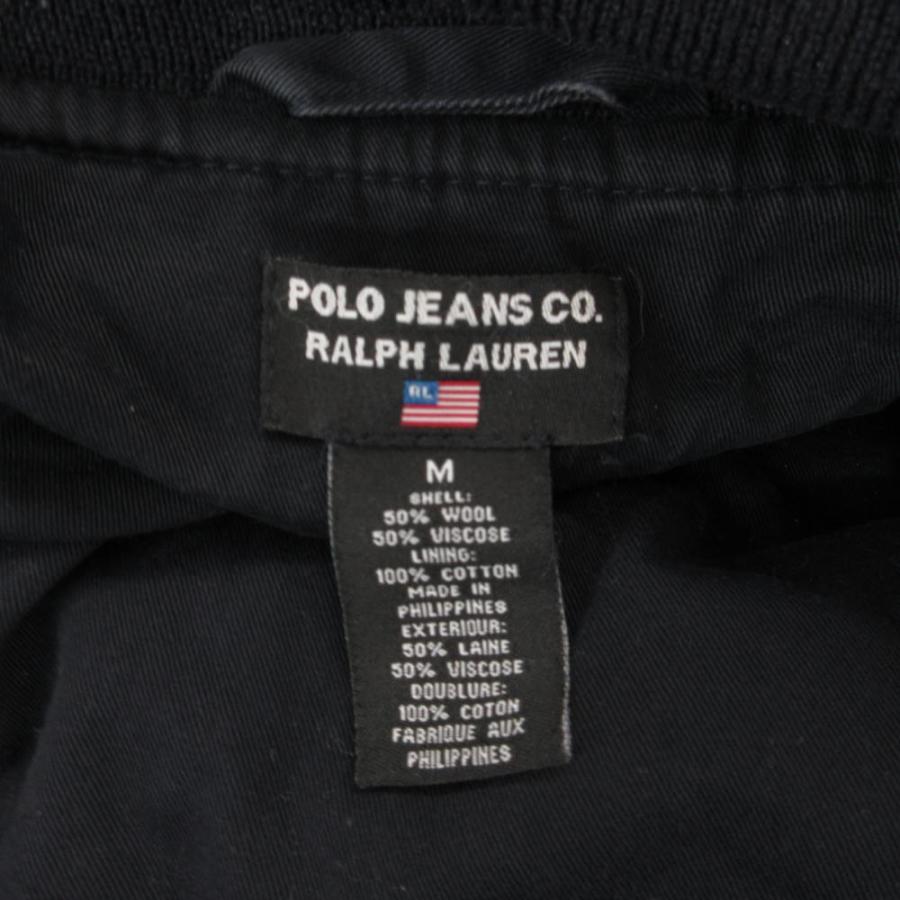 POLO JEANS CO.
RALPH LAUREN
RL
M
SHELL:
50% WOOL
50% VISCOSE
LINING:
100% COTTON
MADE IN
PHILIPPINES
EXTERIOUR:
50% LAINE
50% VISCOSE
DOUBLURE:
100% COTON
FABRIQUE AUX
PHILIPPINES